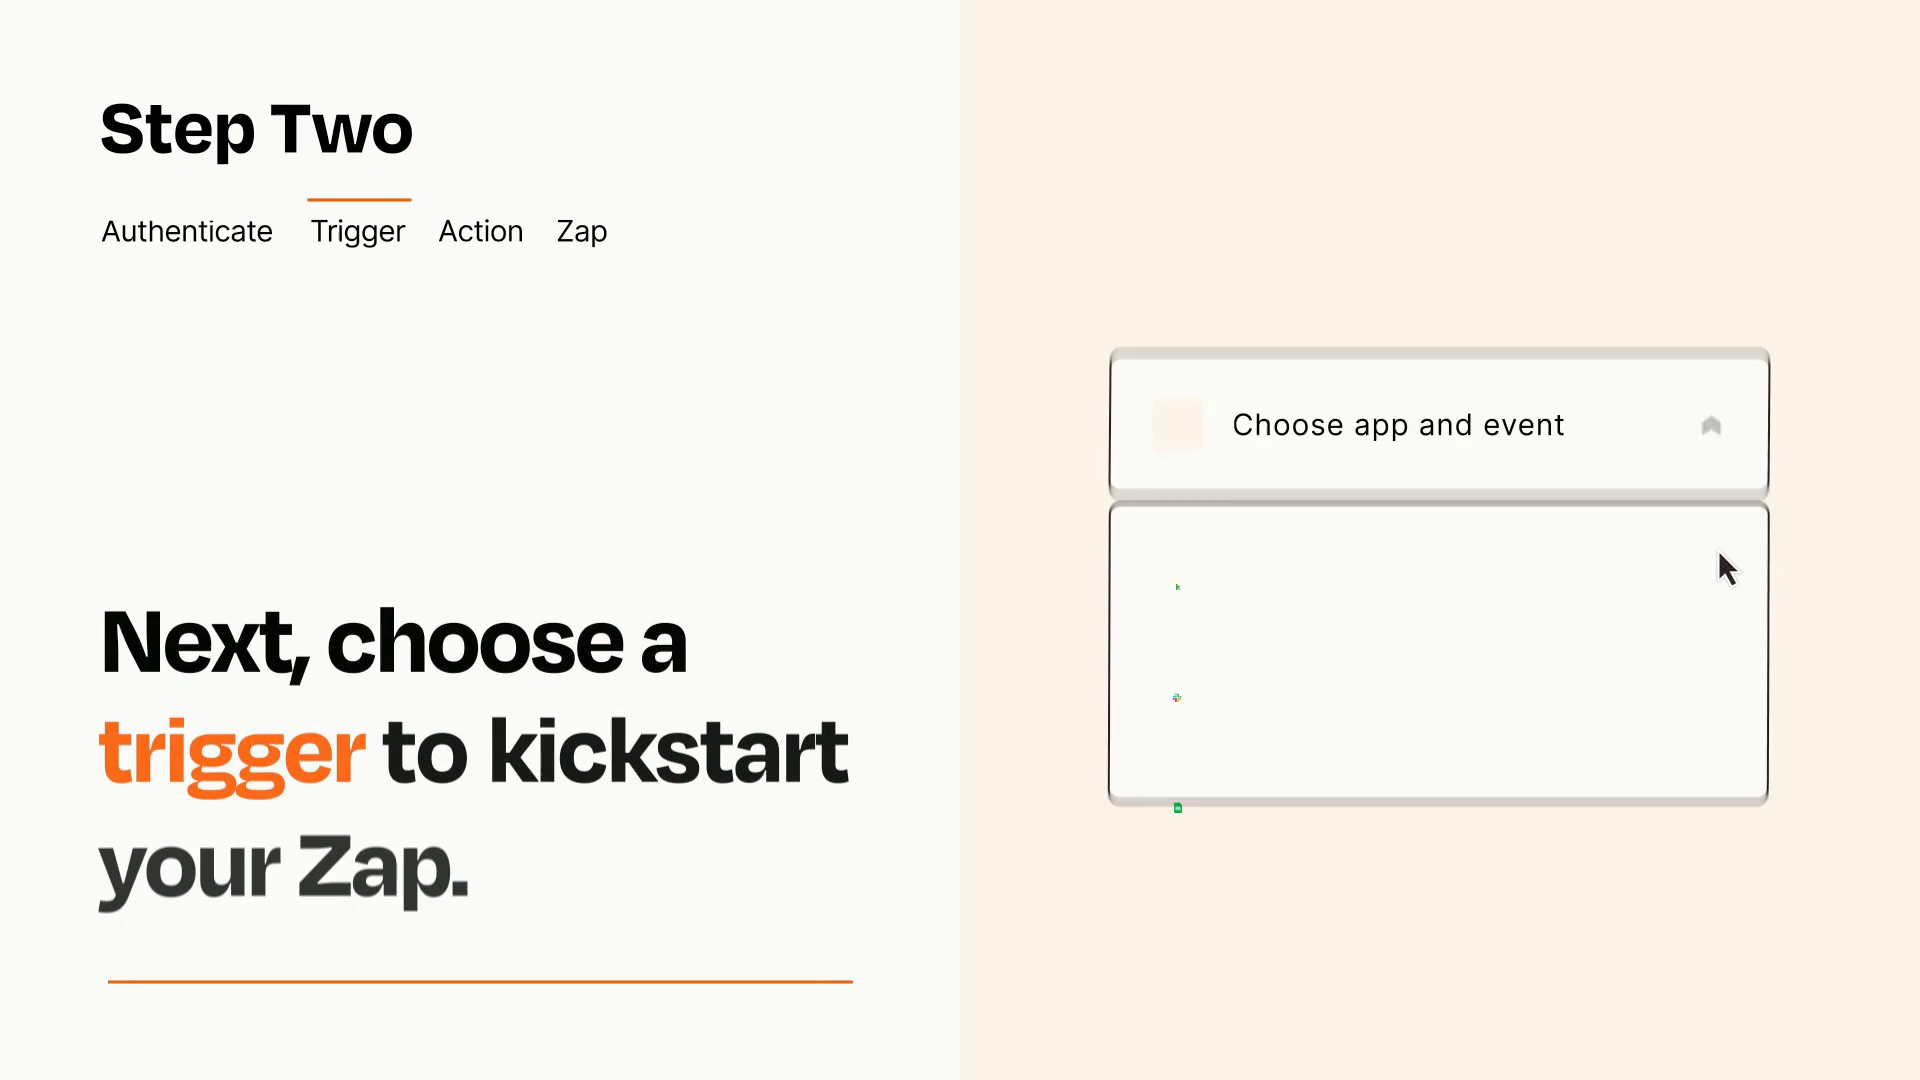 Step Two
Authenticate Trigger Action Zap
Next, choose a
trigger to kickstart
your Zap.
Choose app and event